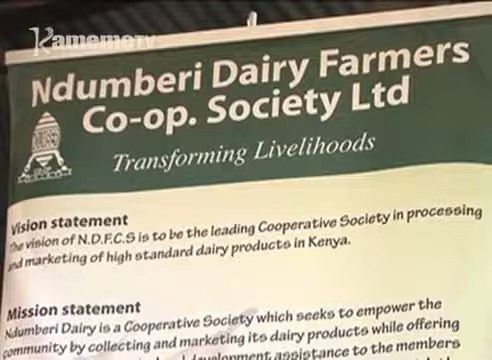 Kameme TV
Ndumberi Dairy Farmers
Co-op. Society Ltd
Transforming Livelihoods
Vision statement
The vision of N.D.F.C.S is to be the leading Cooperative Society in processing
and marketing of high standard dairy products in Kenya.
Mission statement
Ndumberi Dairy is a Cooperative Society which seeks to empower the
community by collecting and marketing its dairy products while offering
development assistance to the members